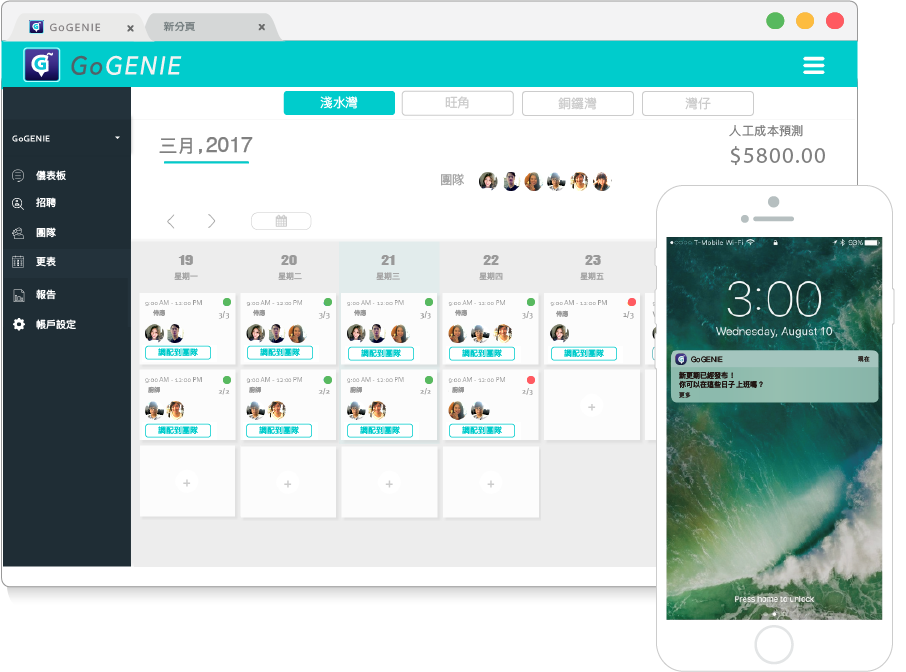 GoGENIE x
新分頁 x
GoGENIE
淺水灣 旺角 銅鑼灣 灣仔
GoGENIE
儀表板
招聘
團隊
更表
報告
帳戶設定
三月,2017
人工成本預測
$5800.00
團隊
19 20 21 22 23
星期一 星期二 星期三 星期四 星期五
9:00 AM - 12:00 PM 9:00 AM - 12:00 PM 9:00 AM - 12:00 PM 9:00 AM - 12:00 PM 9:00 AM - 12:00 PM
侍應 3/3 侍應 3/3 侍應 3/3 侍應 3/3 侍應 1/3
調配到團隊 調配到團隊 調配到團隊 調配到團隊 調配到團隊
9:00 AM - 12:00 PM 9:00 AM - 12:00 PM 9:00 AM - 12:00 PM 9:00 AM - 12:00 PM
廚師 2/2 廚師 2/2 廚師 2/2 廚師 2/3
調配到團隊 調配到團隊 調配到團隊 調配到團隊 +
+ + + +
T-Mobile Wi-Fi 93%
3:00
Wednesday, August 10
GoGENIE 現在
新更期已經發布！
你可以在這些日子上班嗎？
更多
Press home to unlock